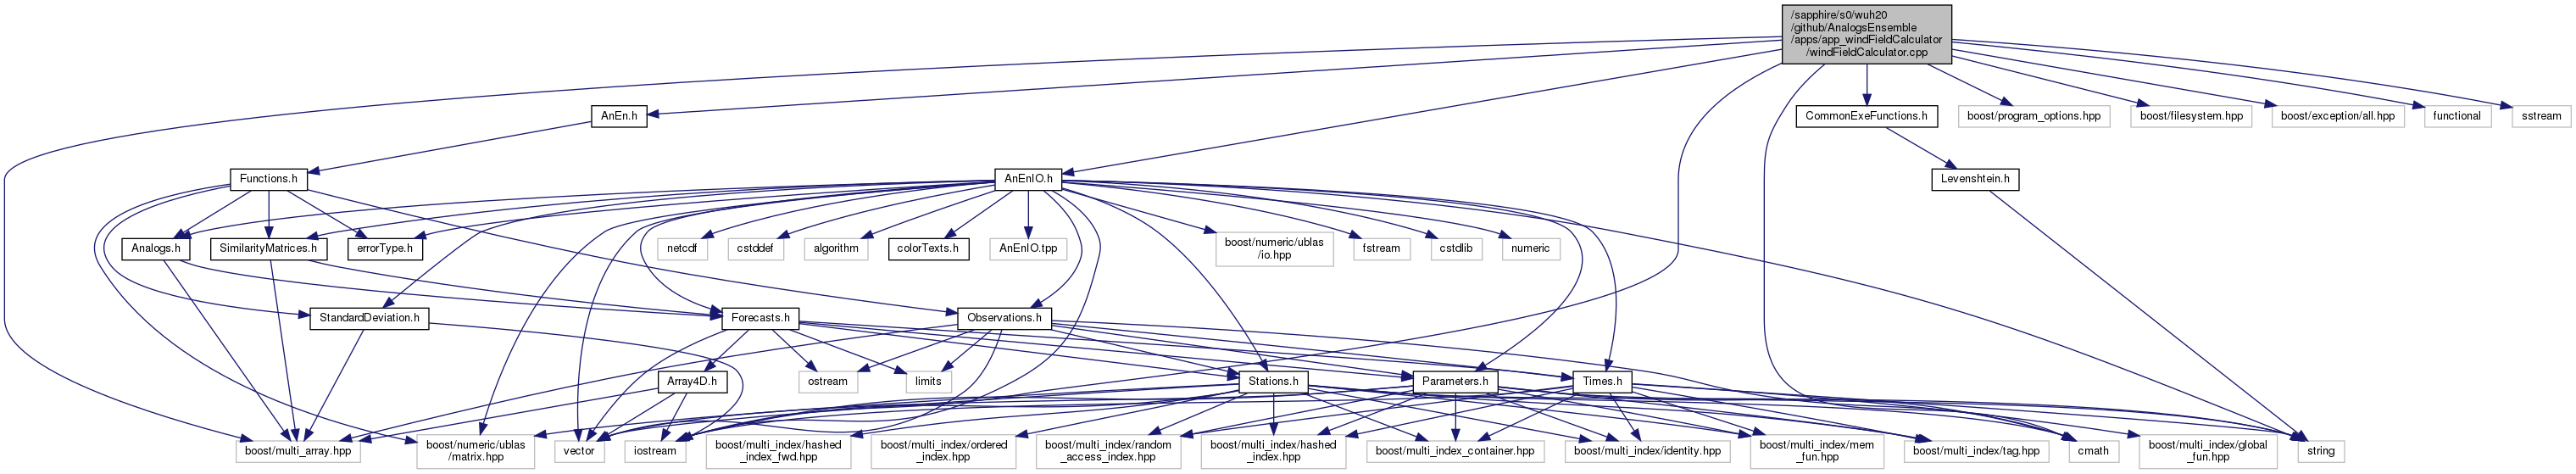 /sapphire/s0/wuh20
/github/AnalogsEnsemble
/apps/app_windFieldCalculator
/windFieldCalculator.cpp
AnEn.h
CommonExeFunctions.h
boost/program_options.hpp
boost/filesystem.hpp
boost/exception/all.hpp
functional
sstream
Functions.h
AnEnIO.h
Levenshtein.h
Analogs.h
SimilarityMatrices.h
errorType.h
netcdf
cstddef
algorithm
colorTexts.h
AnEnIO.tpp
boost/numeric/ublas
/io.hpp
fstream
cstdlib
numeric
StandardDeviation.h
Forecasts.h
Observations.h
Array4D.h
ostream
limits
Stations.h
Parameters.h
Times.h
boost/multi_array.hpp
boost/numeric/ublas
/matrix.hpp
vector
iostream
boost/multi_index/hashed
_index_fwd.hpp
boost/multi_index/ordered
_index.hpp
boost/multi_index/random
_access_index.hpp
boost/multi_index/hashed
_index.hpp
boost/multi_index_container.hpp
boost/multi_index/identity.hpp
boost/multi_index/mem
_fun.hpp
boost/multi_index/tag.hpp
cmath
boost/multi_index/global
_fun.hpp
string